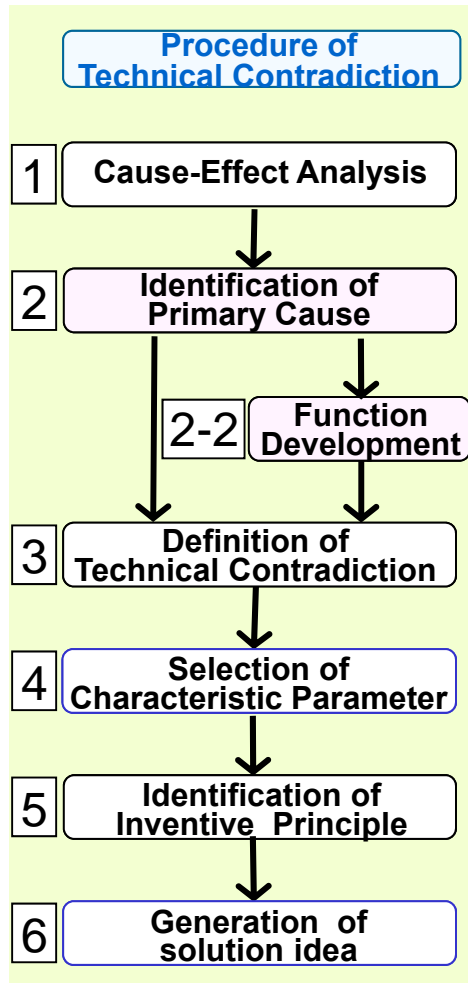 Procedure of
Technical Contradiction
1
Cause-Effect Analysis
2
Identification of
Primary Cause
2-2
Function
Development
3
Definition of
Technical Contradiction
4
Selection of
Characteristic Parameter
5
Identification of
Inventive Principle
6
Generation of
solution idea